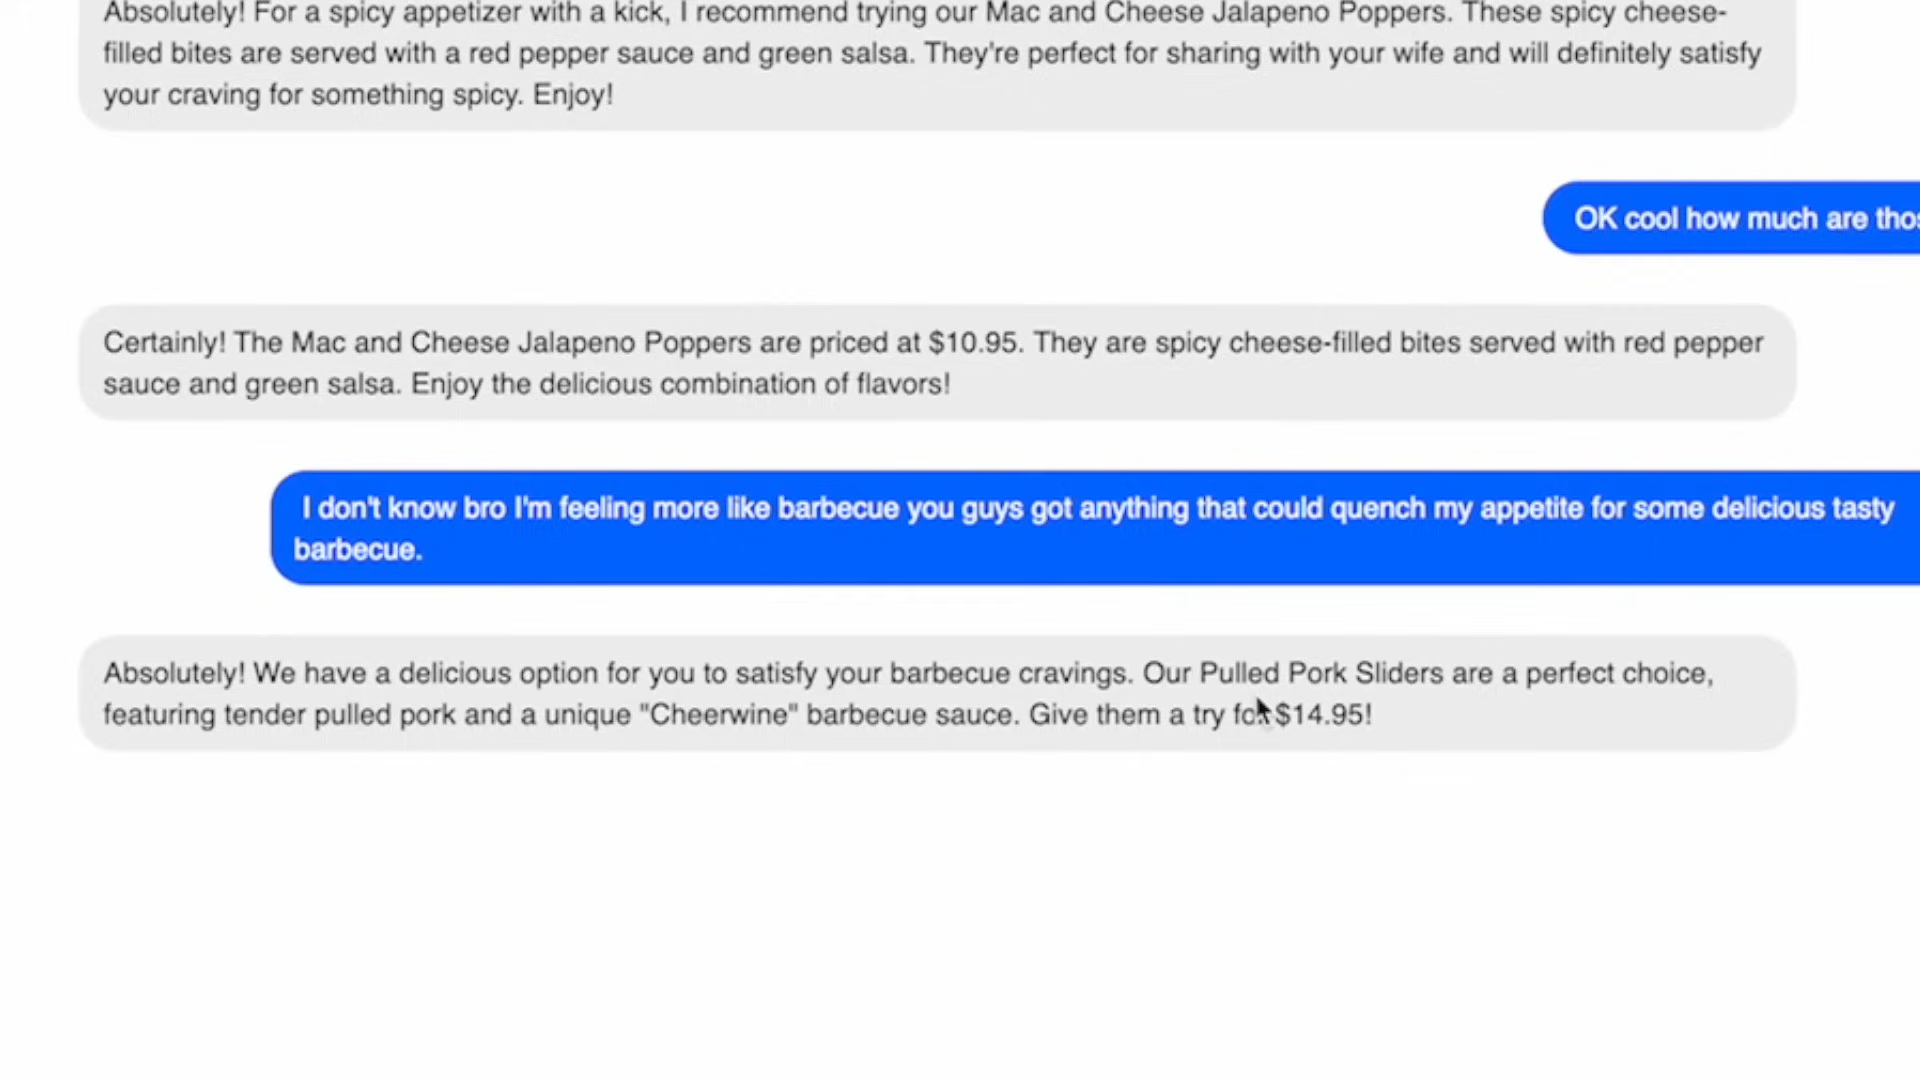 Absolutely! For a spicy appetizer with a kick, I recommend trying our Mac and Cheese Jalapeno Poppers. These spicy cheese-
filled bites are served with a red pepper sauce and green salsa. They're perfect for sharing with your wife and will definitely satisfy
your craving for something spicy. Enjoy!
OK cool how much are
Certainly! The Mac and Cheese Jalapeno Poppers are priced at $10.95. They are spicy cheese-filled bites served with red pepper
sauce and green salsa. Enjoy the delicious combination of flavors!
I don't know bro I'm feeling more like barbecue you guys got anything that could quench my appetite for some delicious tasty
barbecue.
Absolutely! We have a delicious option for you to satisfy your barbecue cravings. Our Pulled Pork Sliders are a perfect choice,
featuring tender pulled pork and a unique "Cheerwine" barbecue sauce. Give them a try for $14.95!